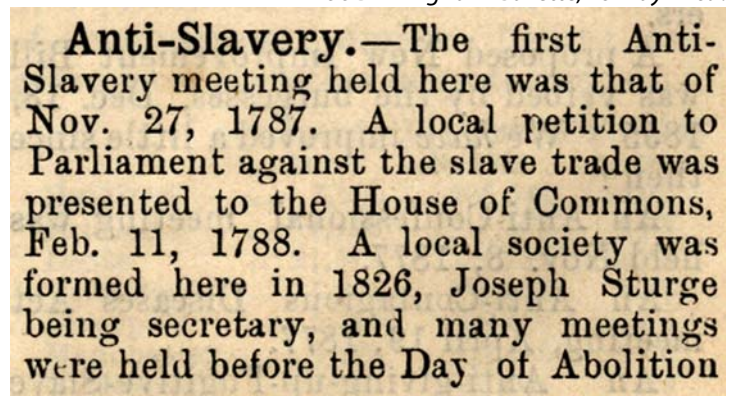 Anti-Slavery.—The first Anti-
Slavery meeting held here was that of
Nov. 27, 1787. A local petition to
Parliament against the slave trade was
presented to the House of Commons,
Feb. 11, 1788. A local society was
formed here in 1826, Joseph Sturge
being secretary, and many meetings
were held before the Day of Abolition